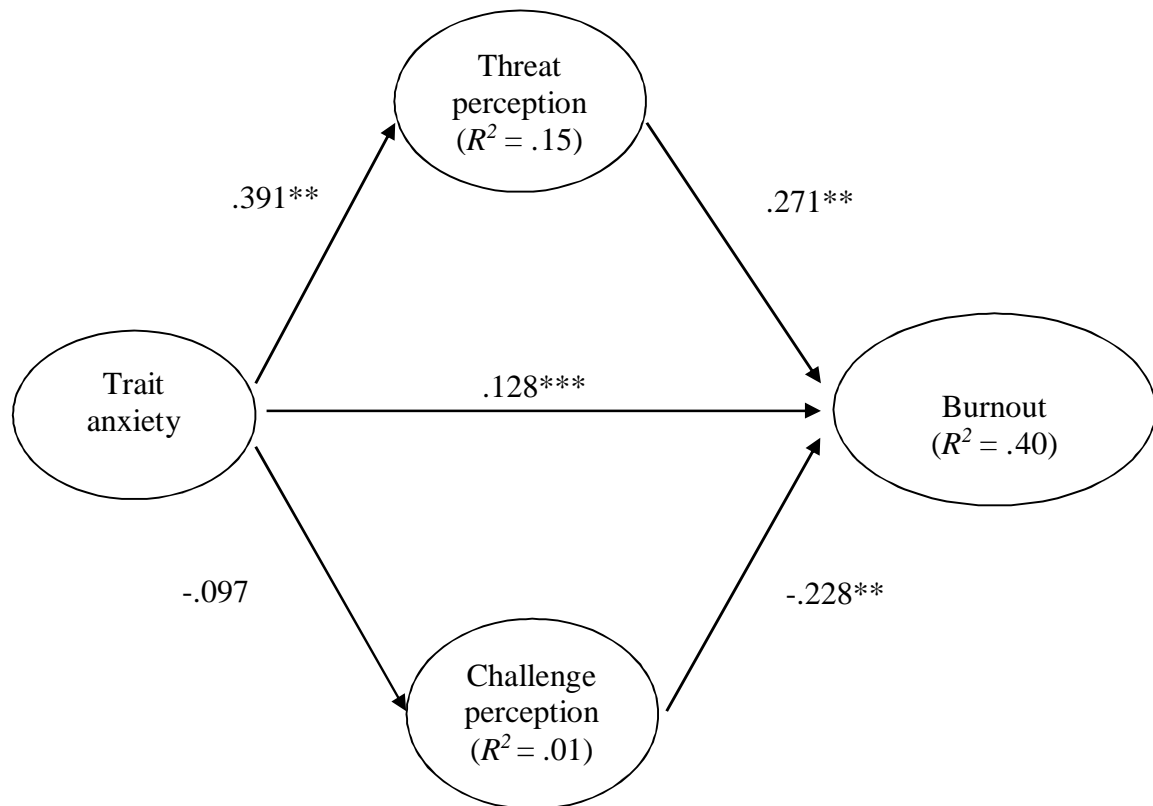 Threat
perception
(R² = .15)
.391**
.271**
Trait
anxiety
.128***
Burnout
(R² = .40)
-.097
-.228**
Challenge
perception
(R² = .01)